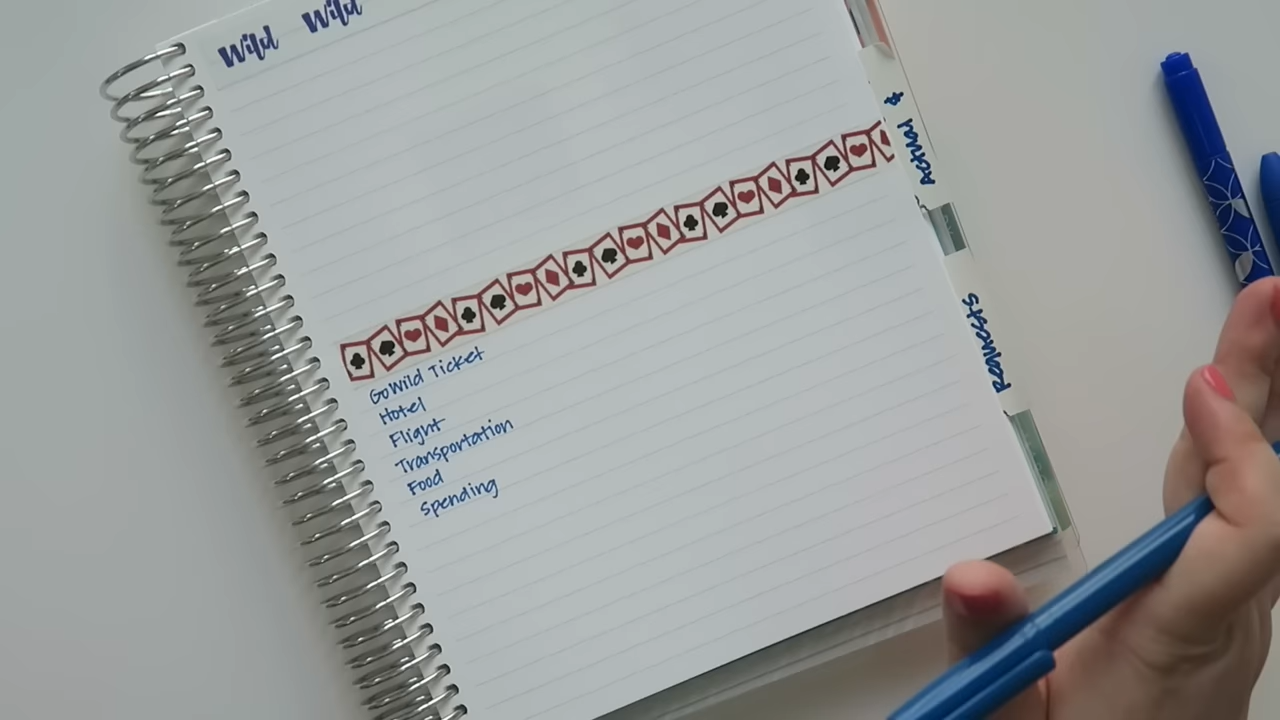 Wild Wild
GoWild Ticket
Hotel
Flight
Transportation
Food
Spending
Actual &
Requests